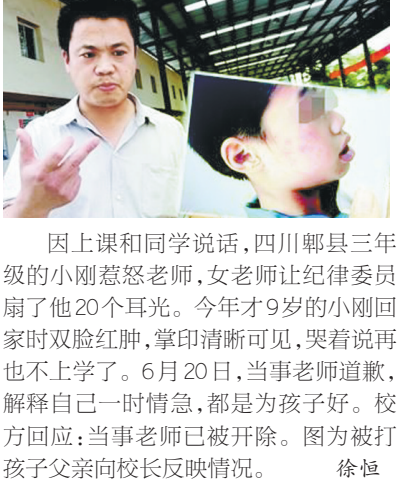 因上课和同学说话,四川郫县三年
级的小刚惹怒老师,女老师让纪律委员
扇了他20个耳光。今年才9岁的小刚回
家时双脸红肿,掌印清晰可见,哭着说再
也不上学了。6月20日,当事老师道歉,
解释自己一时情急,都是为孩子好。校
方回应:当事老师已被开除。图为被打
孩子父亲向校长反映情况。 徐恒